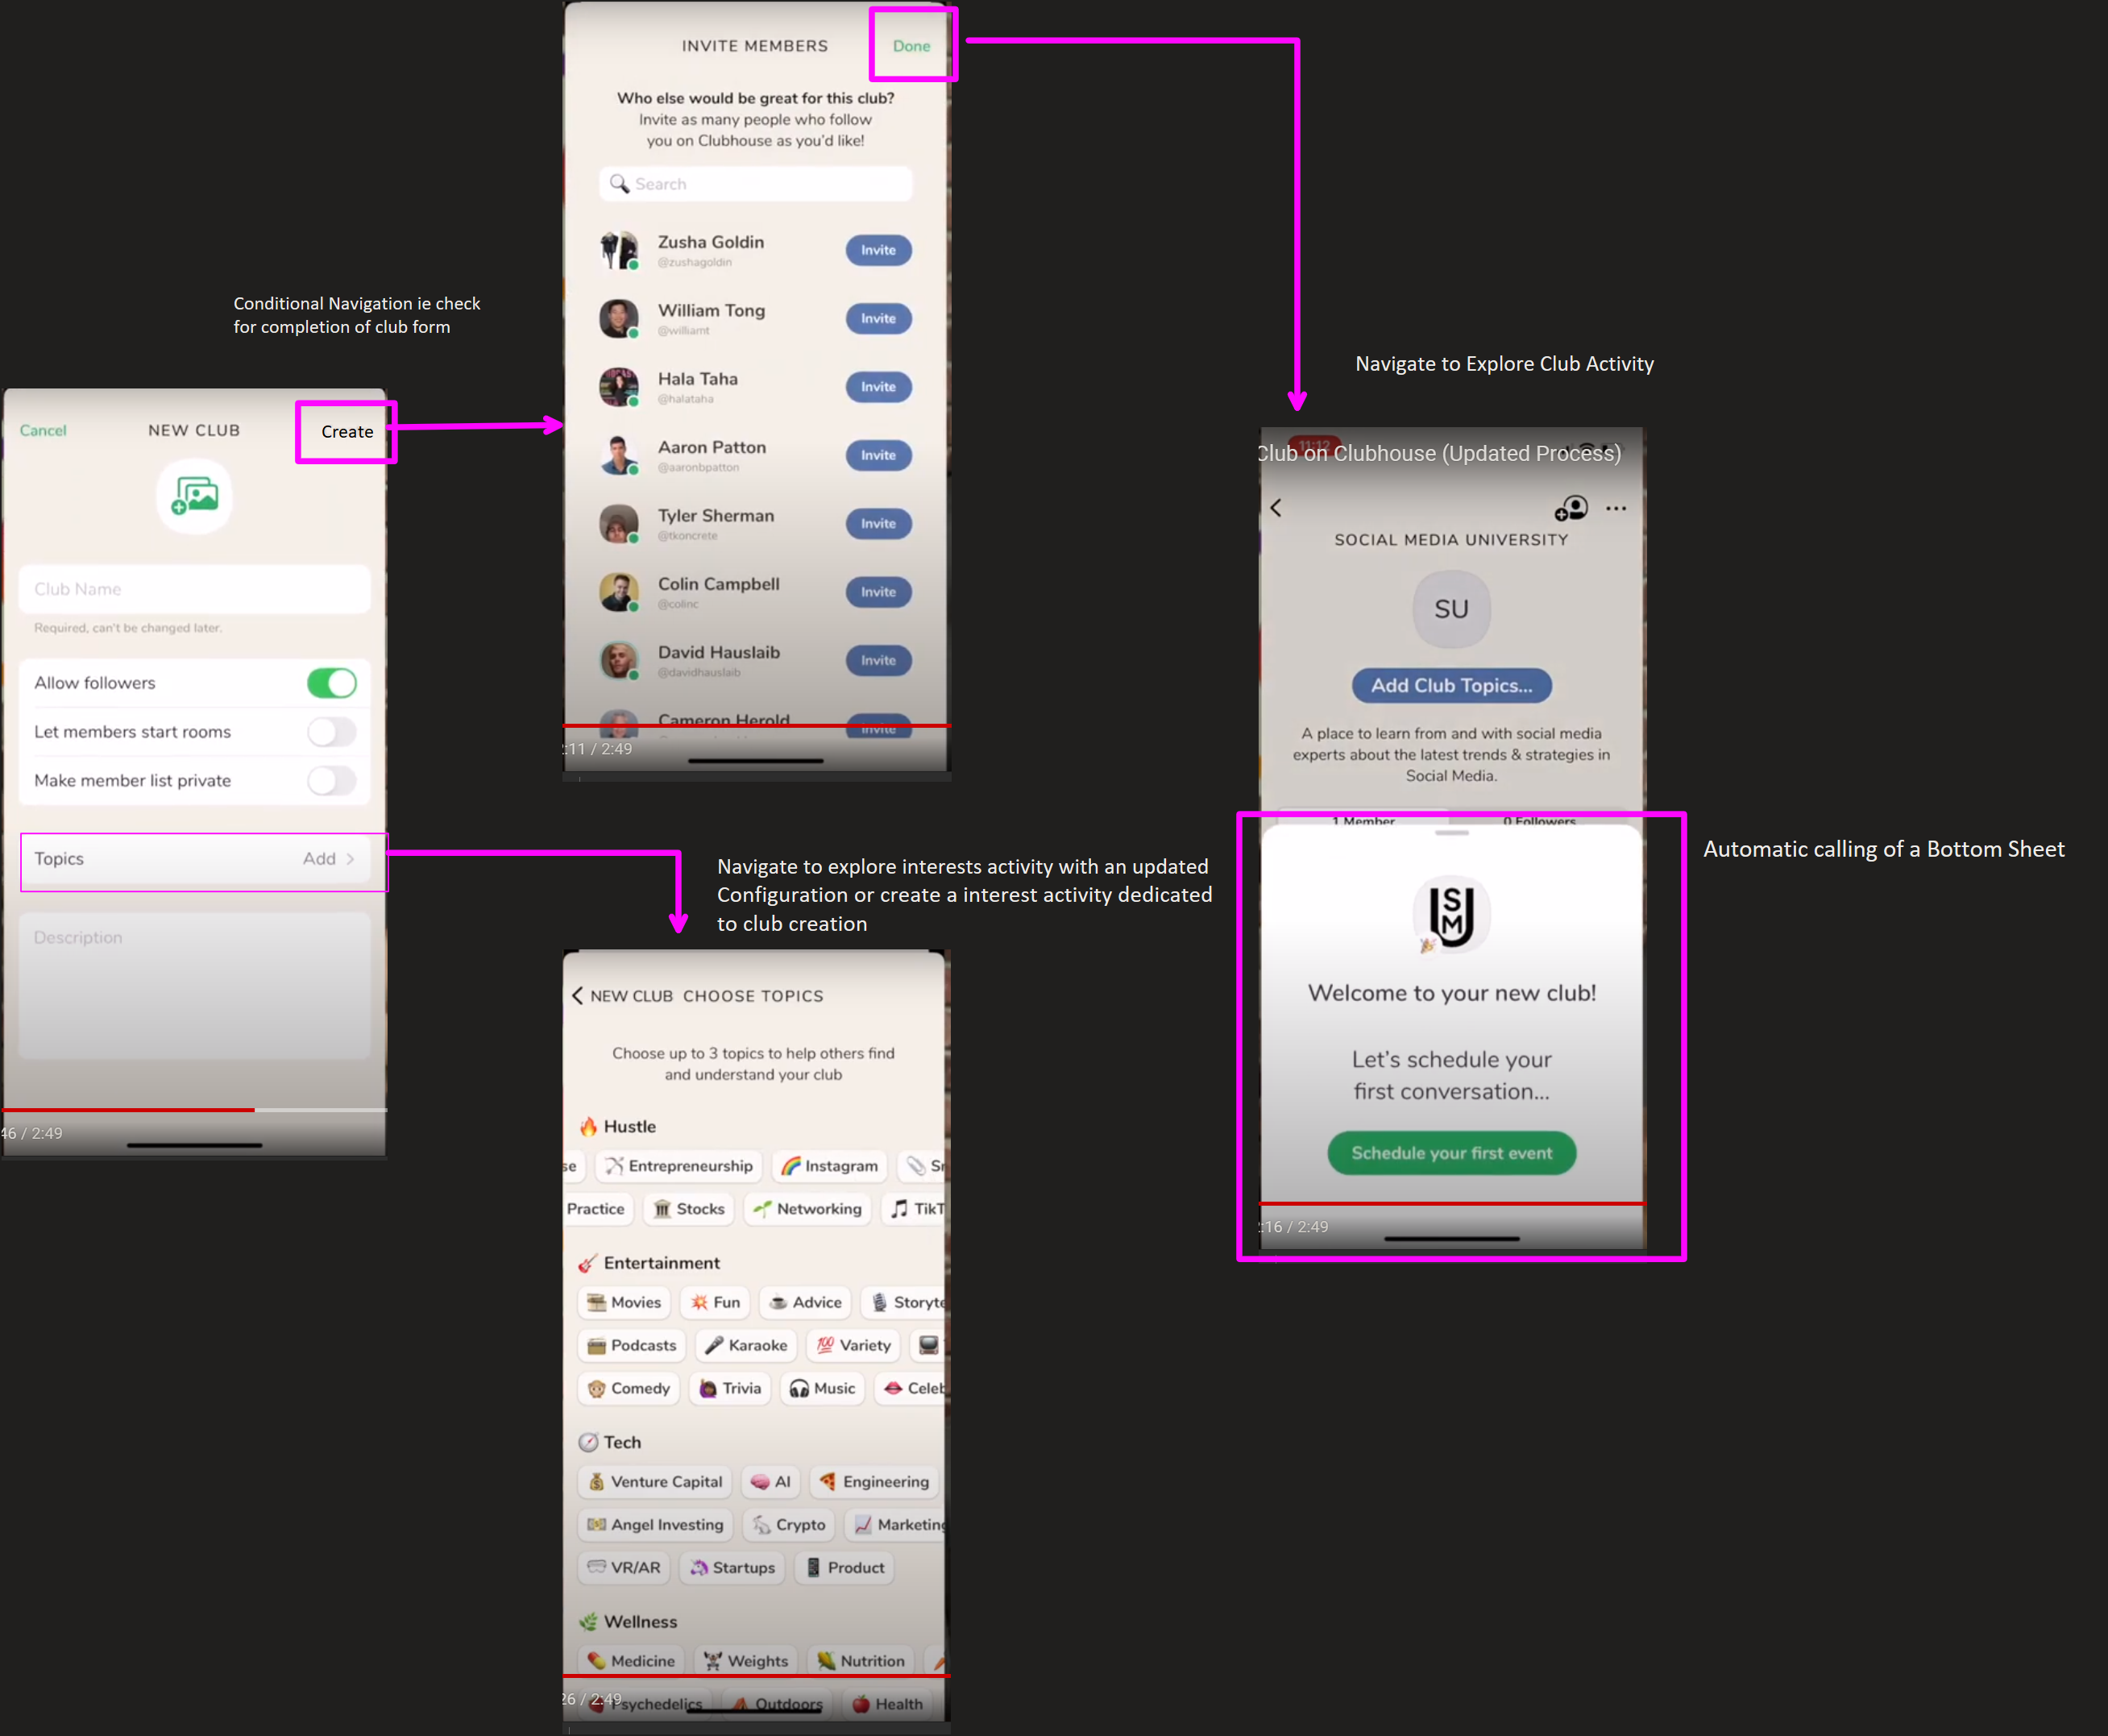 Conditional Navigation ie check
for completion of club form
Cancel
NEW CLUB
Create
Club Name
Required, can't be changed later.
Allow followers
Let members start rooms
Make member list private
Topics
Add >
Description
46 / 2:49
INVITE MEMBERS
Done
Who else would be great for this club?
Invite as many people who follow
you on Clubhouse as you'd like!
Search
Zusha Goldin
@zushagoldin
Invite
William Tong
@williamt
Invite
Hala Taha
@halataha
Invite
Aaron Patton
@aaronbpatton
Invite
Tyler Sherman
@tkoncrete
Invite
Colin Campbell
@colinc
Invite
David Hauslaib
@davidhauslaib
Invite
Cameron Herold
Invite
:11 / 2:49
Navigate to explore interests activity with an updated
Configuration or create a interest activity dedicated
to club creation
NEW CLUB CHOOSE TOPICS
Choose up to 3 topics to help others find
and understand your club
Hustle
se Entrepreneurship Instagram
Practice Stocks Networking TikT
Entertainment
Movies Fun Advice Storyte
Podcasts Karaoke 100 Variety
Comedy Trivia Music Celeb
Tech
Venture Capital AI Engineering
Angel Investing Crypto Marketing
VR/AR Startups Product
Wellness
Medicine Weights Nutrition
26 / 2:49
Psychedelics Outdoors Health
Navigate to Explore Club Activity
11:12
Club on Clubhouse (Updated Process)
SOCIAL MEDIA UNIVERSITY
SU
Add Club Topics...
A place to learn from and with social media
experts about the latest trends & strategies in
Social Media.
1 Member 0 Followers
SMU
Welcome to your new club!
Let's schedule your
first conversation...
Schedule your first event
:16 / 2:49
Automatic calling of a Bottom Sheet